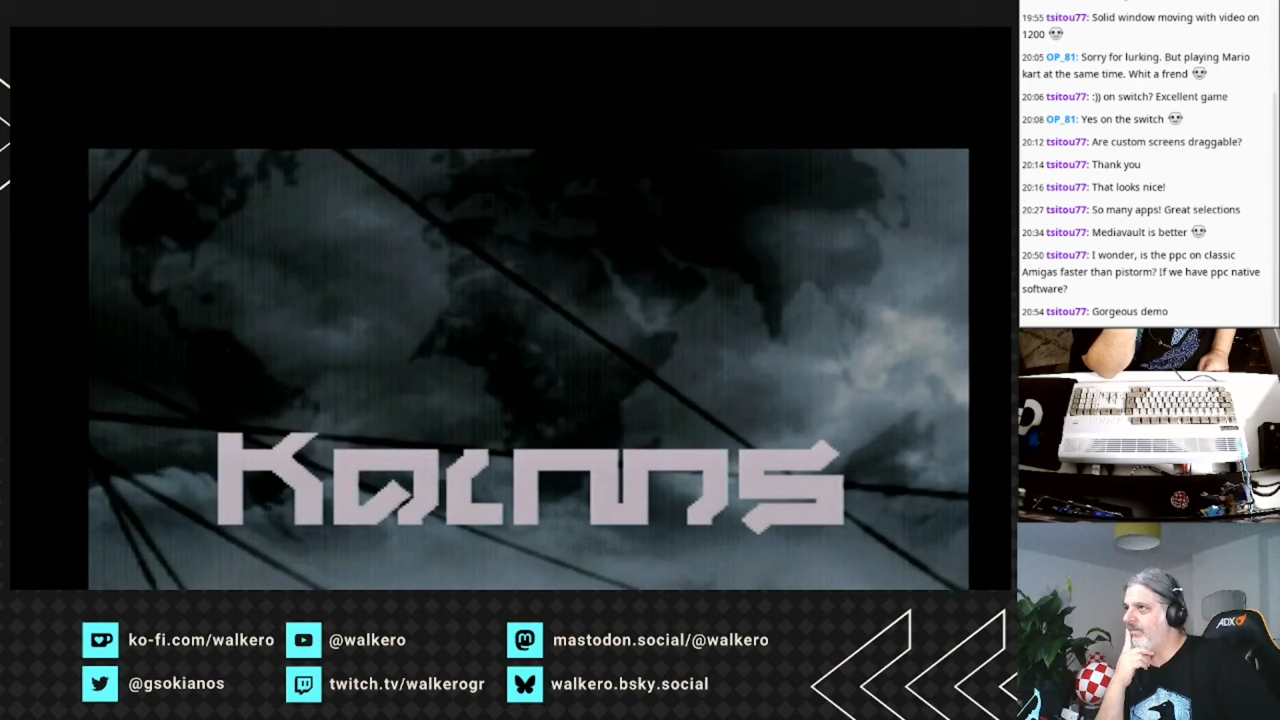 19:55 tsitou77: Solid window moving with video on
1200
20:05 OP_81: Sorry for lurking. But playing Mario
kart at the same time. Whit a frend
20:06 tsitou77: :)) on switch? Excellent game
20:08 OP_81: Yes on the switch
20:12 tsitou77: Are custom screens draggable?
20:14 tsitou77: Thank you
20:16 tsitou77: That looks nice!
20:27 tsitou77: So many apps! Great selections
20:34 tsitou77: Mediavault is better
20:50 tsitou77: I wonder, is the ppc on classic
Amigas faster than pistorm? If we have ppc native
software?
20:54 tsitou77: Gorgeous demo
ko-fi.com/walkero
@walkero
mastodon.social/@walkero
@gsokianos
twitch.tv/walkerogr
walkero.bsky.social
ADX